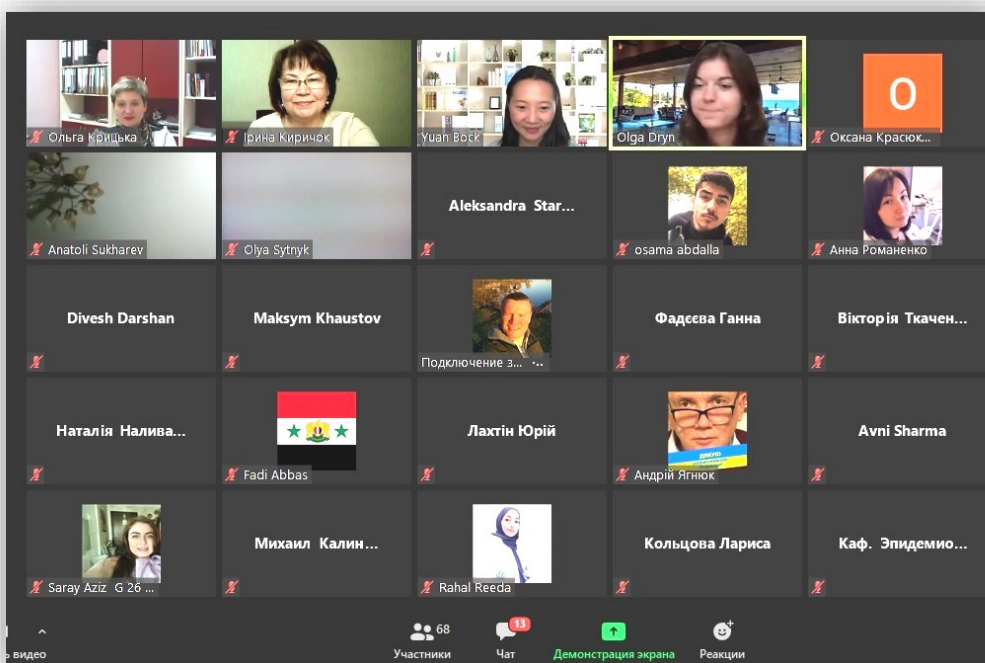 Ольга Крицька
Ірина Киричок
Yuan Bock
Olga Dryn
O
Оксана Красюк...
Anatoli Sukharev
Olya Sytnyk
Aleksandra Star...
osama abdalla
Анна Романенко
Divesh Darshan
Maksym Khaustov
Подключение з...
Фадєєва Ганна
Вікторія Ткачен...
Наталія Налива...
Fadi Abbas
Лахтін Юрій
Андрій Ягнюк
Avni Sharma
Saray Aziz G 26 ...
Михаил Калин...
Rahal Reeda
Кольцова Лариса
Каф. Эпидемио...
68
13
видео
Участники
Чат
Демонстрация экрана
Реакции